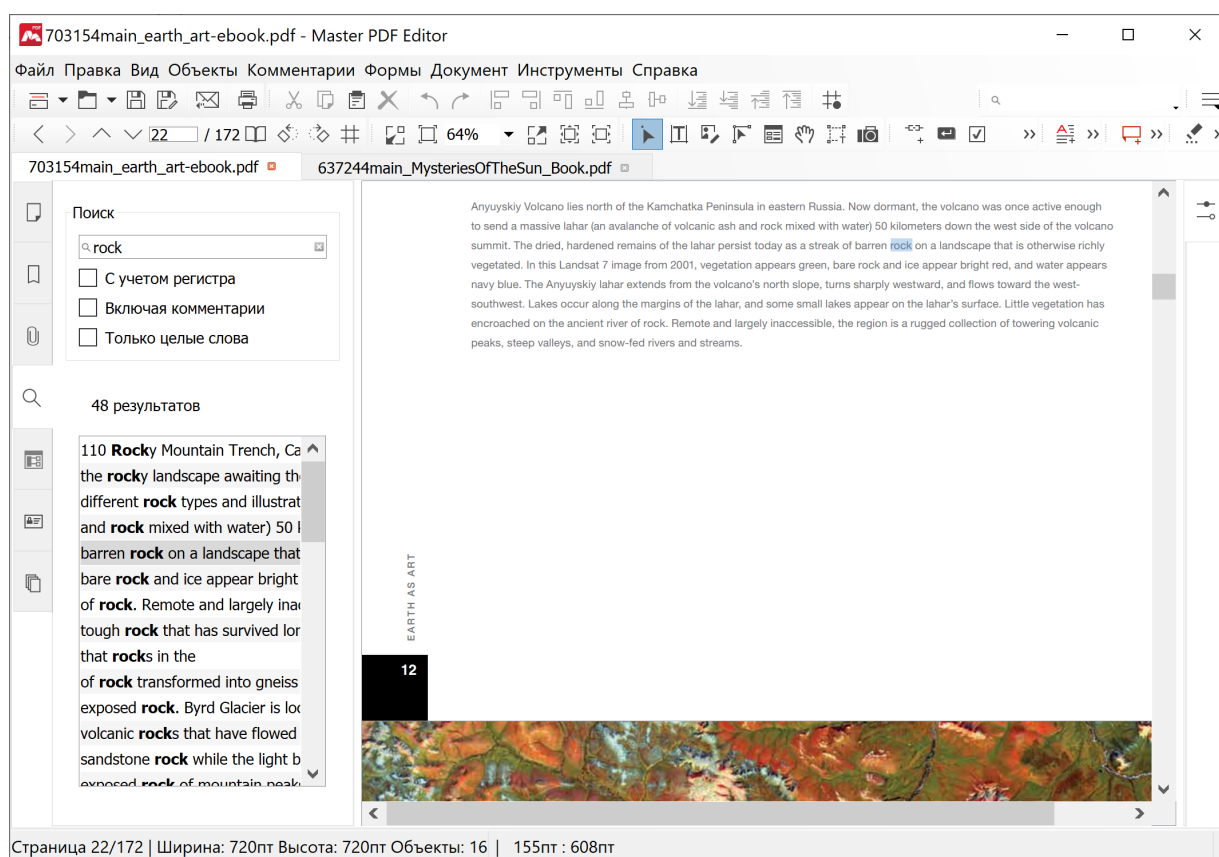 703154main_earth_art-ebook.pdf - Master PDF Editor
Файл Правка Вид Объекты Комментарии Формы Документ Инструменты Справка
22 / 172 64%
703154main_earth_art-ebook.pdf 637244main_MysteriesOfTheSun_Book.pdf
Поиск
rock
С учетом регистра
Включая комментарии
Только целые слова
48 результатов
110 Rocky Mountain Trench, Ca
the rocky landscape awaiting th
different rock types and illustrat
and rock mixed with water) 50
barren rock on a landscape that
bare rock and ice appear bright
of rock. Remote and largely ina
tough rock that has survived lon
that rocks in the
of rock transformed into gneiss
exposed rock. Byrd Glacier is lo
volcanic rocks that have flowed
sandstone rock while the light b
exposed rock of mountain peak
Anyuyskiy Volcano lies north of the Kamchatka Peninsula in eastern Russia. Now dormant, the volcano was once active enough
to send a massive lahar (an avalanche of volcanic ash and rock mixed with water) 50 kilometers down the west side of the volcano
summit. The dried, hardened remains of the lahar persist today as a streak of barren rock on a landscape that is otherwise richly
vegetated. In this Landsat 7 image from 2001, vegetation appears green, bare rock and ice appear bright red, and water appears
navy blue. The Anyuyskiy lahar extends from the volcano's north slope, turns sharply westward, and flows toward the west-
southwest. Lakes occur along the margins of the lahar, and some small lakes appear on the lahar's surface. Little vegetation has
encroached on the ancient river of rock. Remote and largely inaccessible, the region is a rugged collection of towering volcanic
peaks, steep valleys, and snow-fed rivers and streams.
EARTH AS ART
12
Страница 22/172 | Ширина: 720пт Высота: 720пт Объекты: 16 | 155пт : 608пт